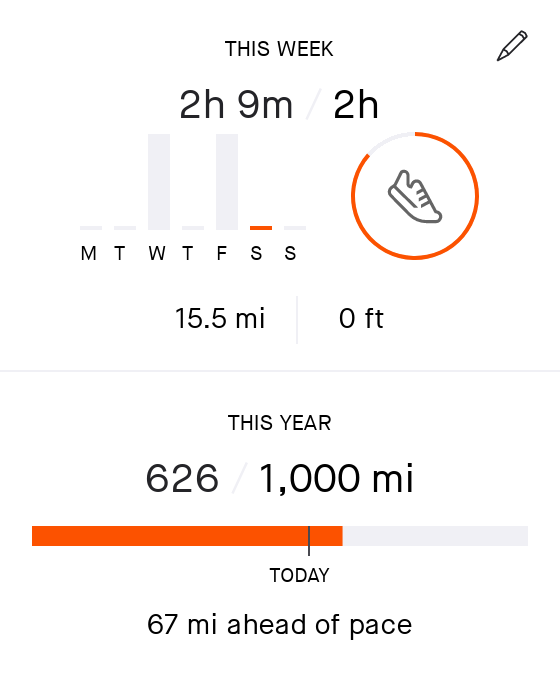 THIS WEEK
2h 9m / 2h
M T W T F S S
15.5 mi 0 ft
THIS YEAR
626 / 1,000 mi
TODAY
67 mi ahead of pace